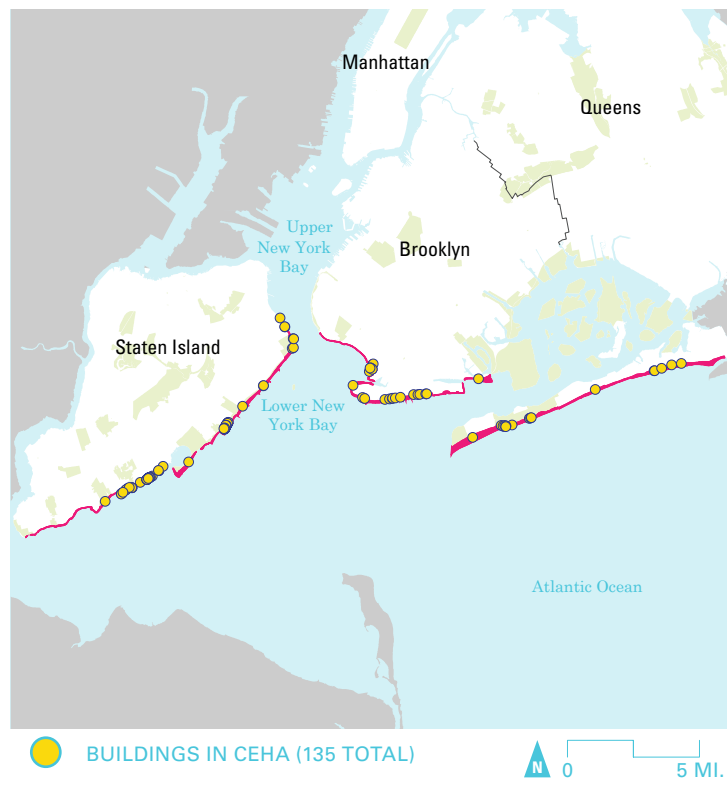 Manhattan
Queens
Upper
New York
Bay
Brooklyn
Staten Island
Lower New
York Bay
Atlantic Ocean
BUILDINGS IN CEHA (135 TOTAL)
N
0
5 MI.